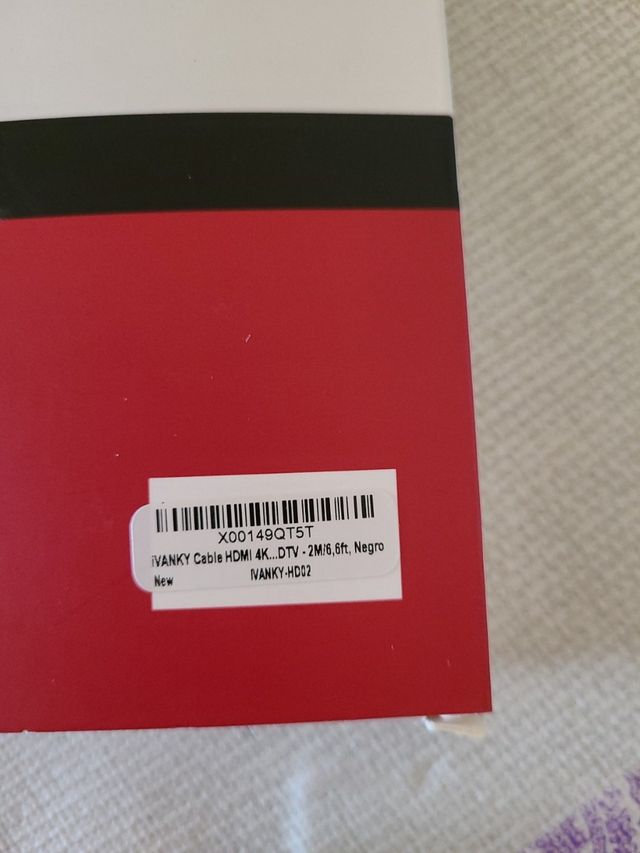 X00149QT5T
iVANKY Cable HDMI 4K...DTV - 2M/6,6ft, Negro
New iVANKY-HD02